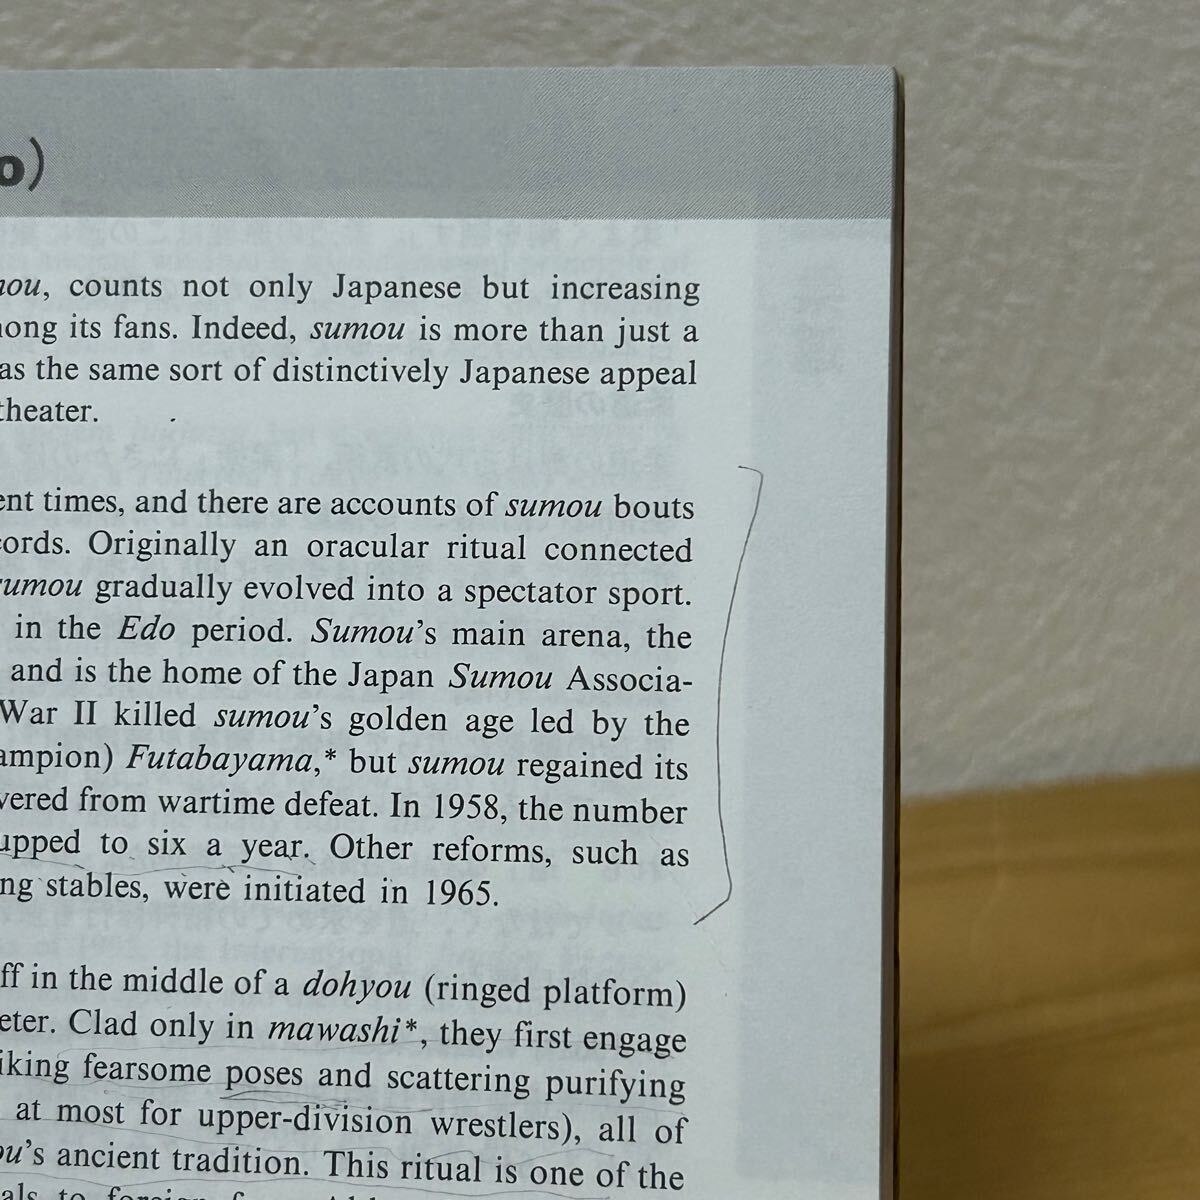 o)
counts not only Japanese but increasing
its fans. Indeed, sumou is more than just a
as the same sort of distinctively Japanese appeal
theater.
times, and there are accounts of sumou bouts
Originally an oracular ritual connected
sumou gradually evolved into a spectator sport.
in the Edo period. Sumou's main arena, the
and is the home of the Japan Sumou Associa-
War II killed sumou's golden age led by the
Futabayama,* but sumou regained its
from wartime defeat. In 1958, the number
upped to six a year. Other reforms, such as
stables, were initiated in 1965.
in the middle of a dohyou (ringed platform)
Clad only in mawashi*, they first engage
fearsome poses and scattering purifying
at most for upper-division wrestlers), all of
ancient tradition. This ritual is one of the